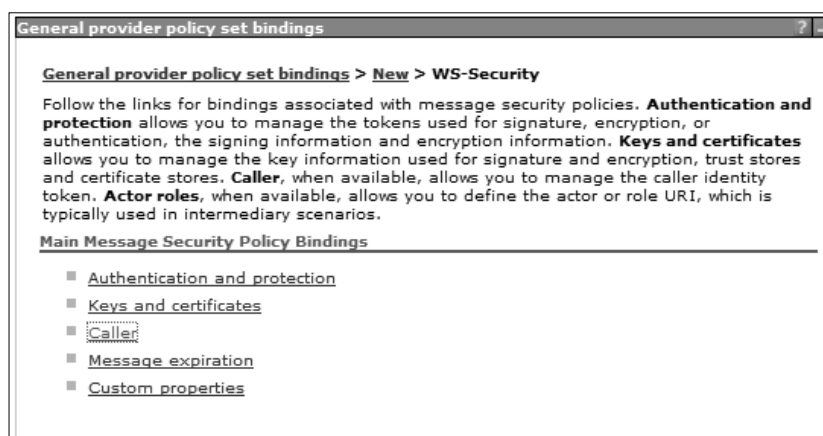 General provider policy set bindings ? -
General provider policy set bindings > New > WS-Security
Follow the links for bindings associated with message security policies. Authentication and
protection allows you to manage the tokens used for signature, encryption, or
authentication, the signing information and encryption information. Keys and certificates
allows you to manage the key information used for signature and encryption, trust stores
and certificate stores. Caller, when available, allows you to manage the caller identity
token. Actor roles, when available, allows you to define the actor or role URI, which is
typically used in intermediary scenarios.
Main Message Security Policy Bindings
Authentication and protection
Keys and certificates
Caller
Message expiration
Custom properties